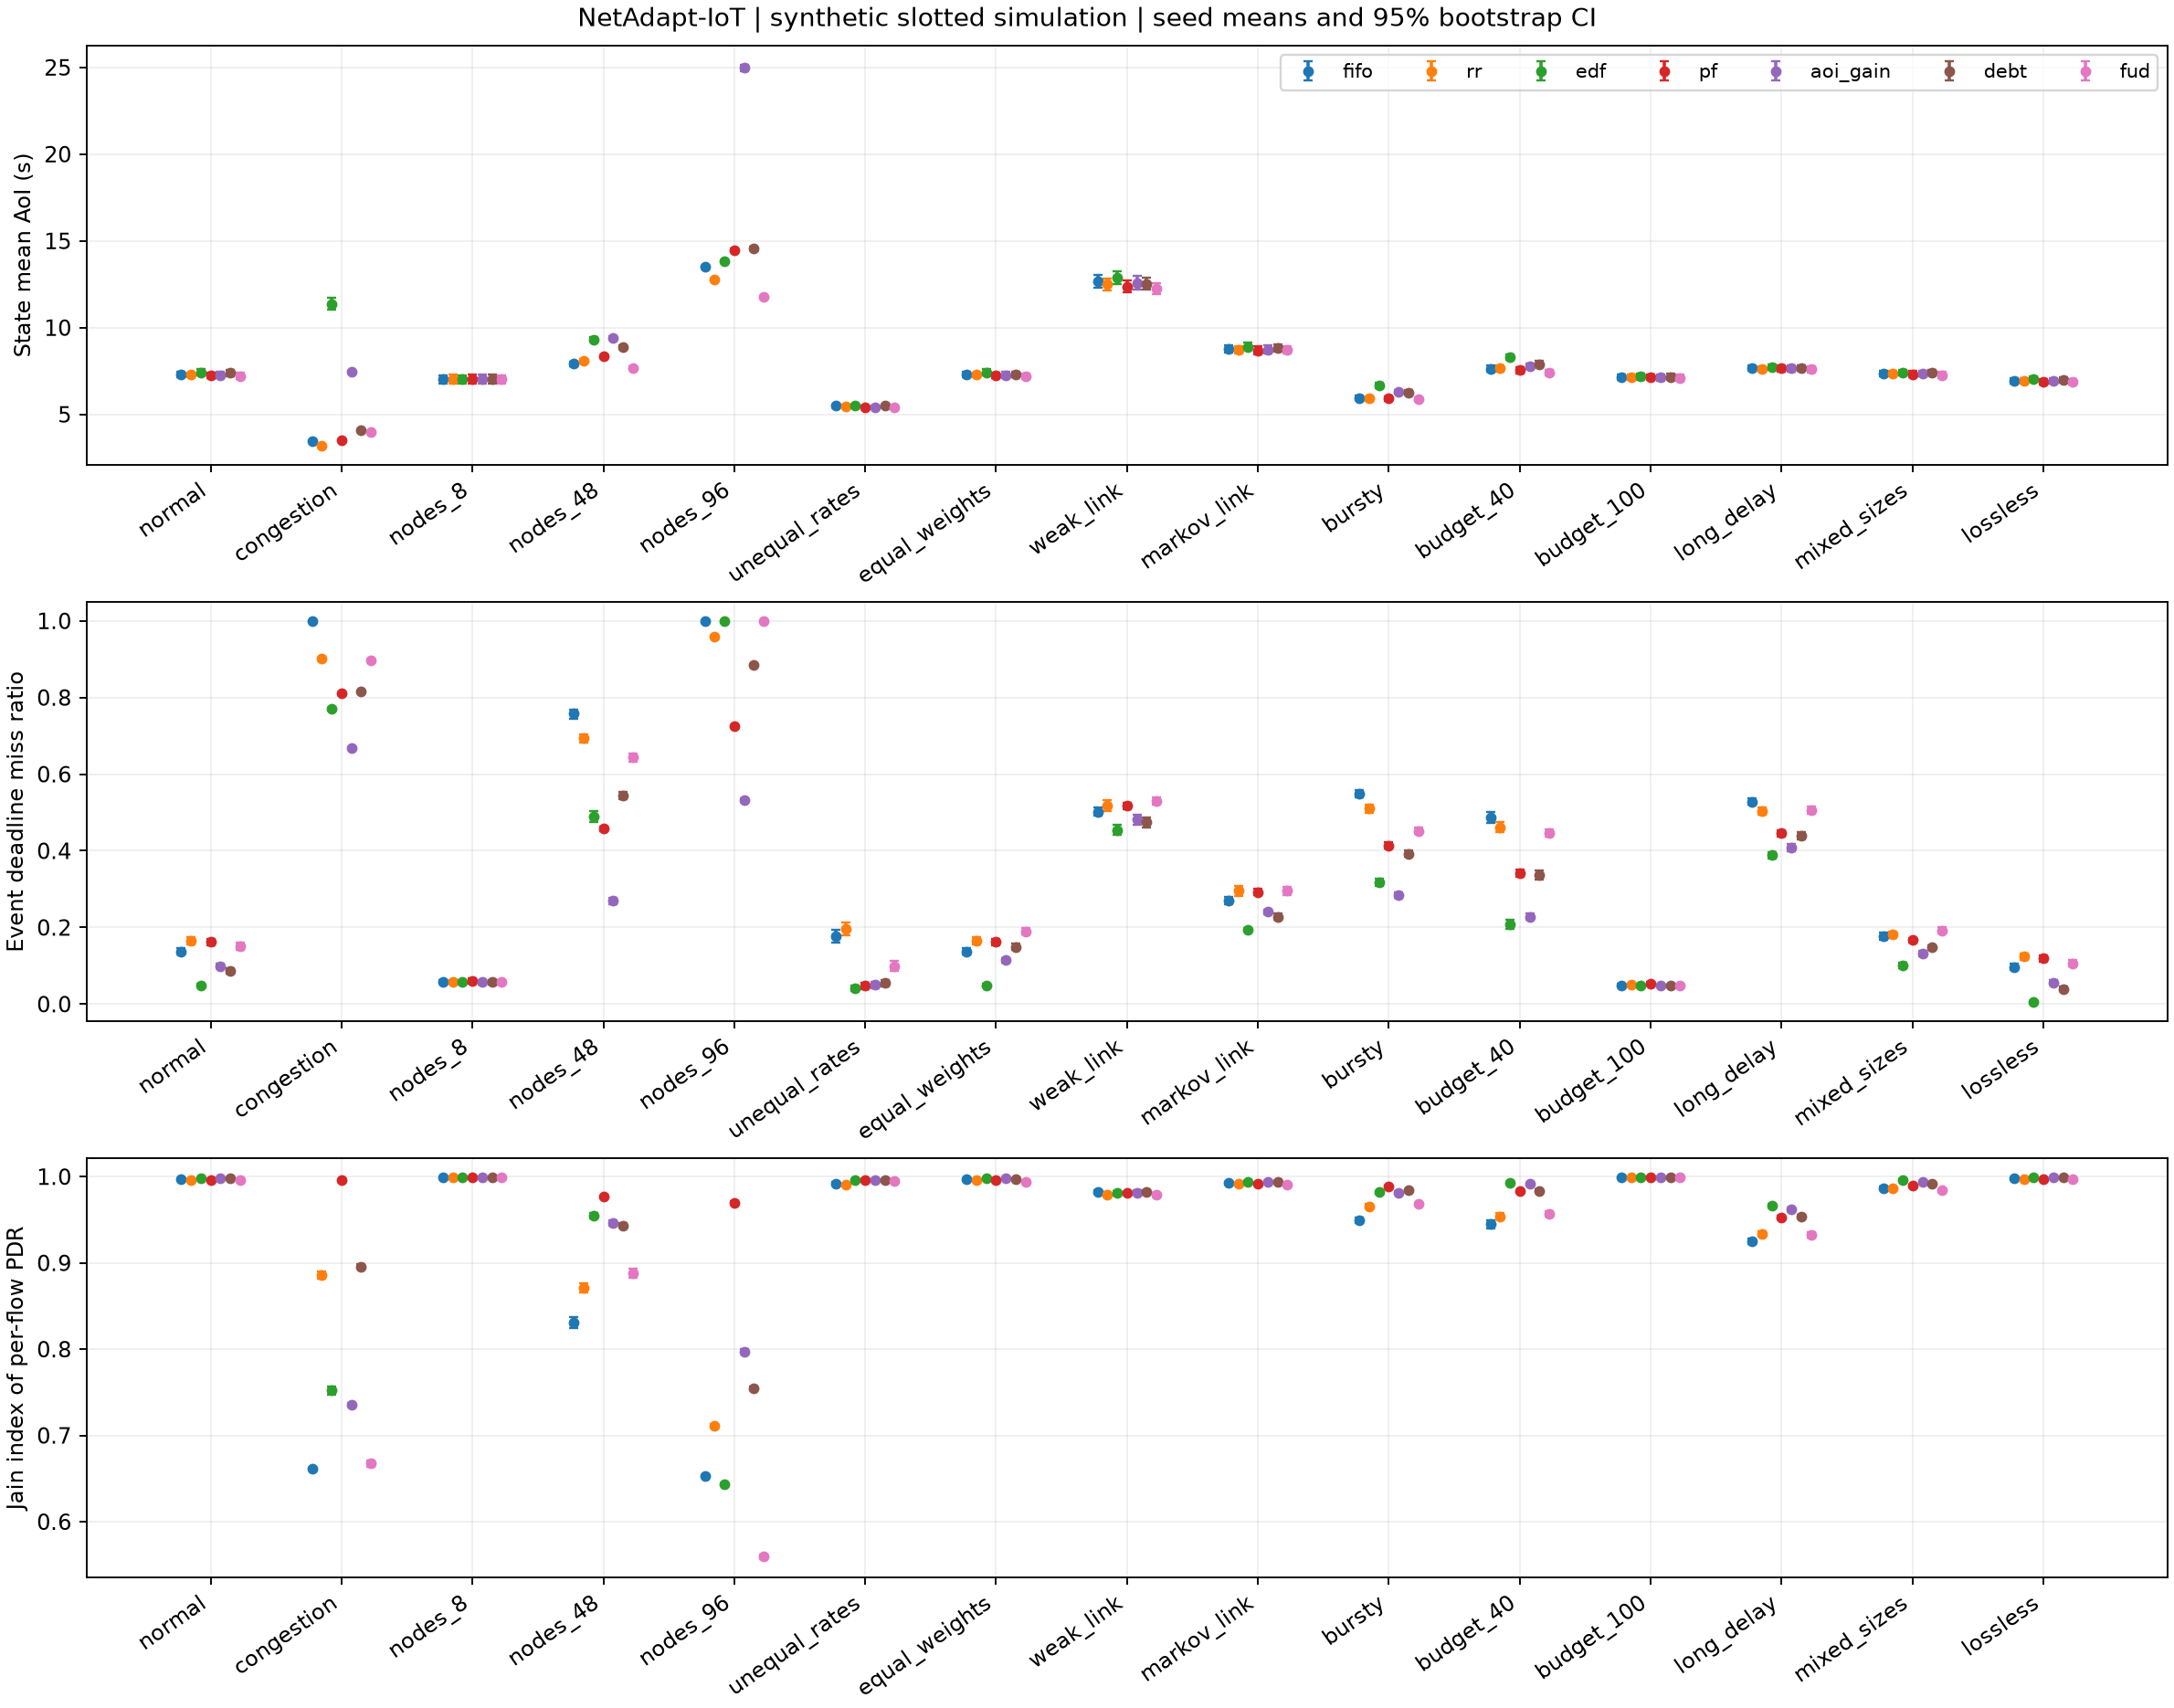 NetAdapt-IoT | synthetic slotted simulation | seed means and 95% bootstrap CI
fifo rr edf pf aoi_gain debt fud
State mean AoI (s)
25
20
15
10
5
normal congestion nodes_8 nodes_48 nodes_96 unequal_rates equal_weights weak_link markov_link bursty budget_40 budget_100 long_delay mixed_sizes lossless
Event deadline miss ratio
1.0
0.8
0.6
0.4
0.2
0.0
normal congestion nodes_8 nodes_48 nodes_96 unequal_rates equal_weights weak_link markov_link bursty budget_40 budget_100 long_delay mixed_sizes lossless
Jain index of per-flow PDR
1.0
0.9
0.8
0.7
0.6
normal congestion nodes_8 nodes_48 nodes_96 unequal_rates equal_weights weak_link markov_link bursty budget_40 budget_100 long_delay mixed_sizes lossless